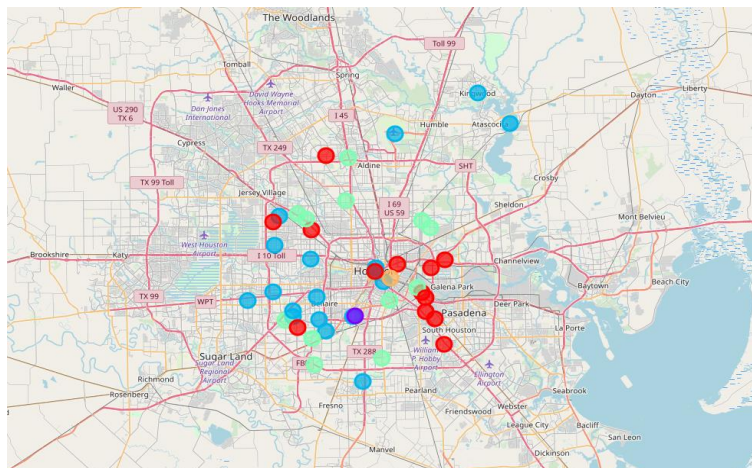 The Woodlands
Toll 99
Tomball
Spring
Waller
David Wayne
Hooks Memorial
Airport
Kingwood
Liberty
Dayton
US 290
TX 6
Dan Jones
International
I 45
Humble
Atascocita
Cypress
TX 249
Aldine
SHT
Crosby
TX 99 Toll
Jersey Village
Sheldon
I 69
US 59
Mont Belvieu
West Houston
Airport
Brookshire
Katy
I 10 Toll
Channelview
TX 99
WPT
Galena Park
Baytown
Beach City
Deer Park
Pasadena
La Porte
South Houston
Sugar Land
TX 288
William
P. Hobby
Airport
Sugar Land
Regional
Airport
Ellington
Airport
Richmond
Rosenberg
Pearland
Seabrook
Fresno
Webster
Friendswood
League City
Bacliff
San Leon
Manvel
Dickinson